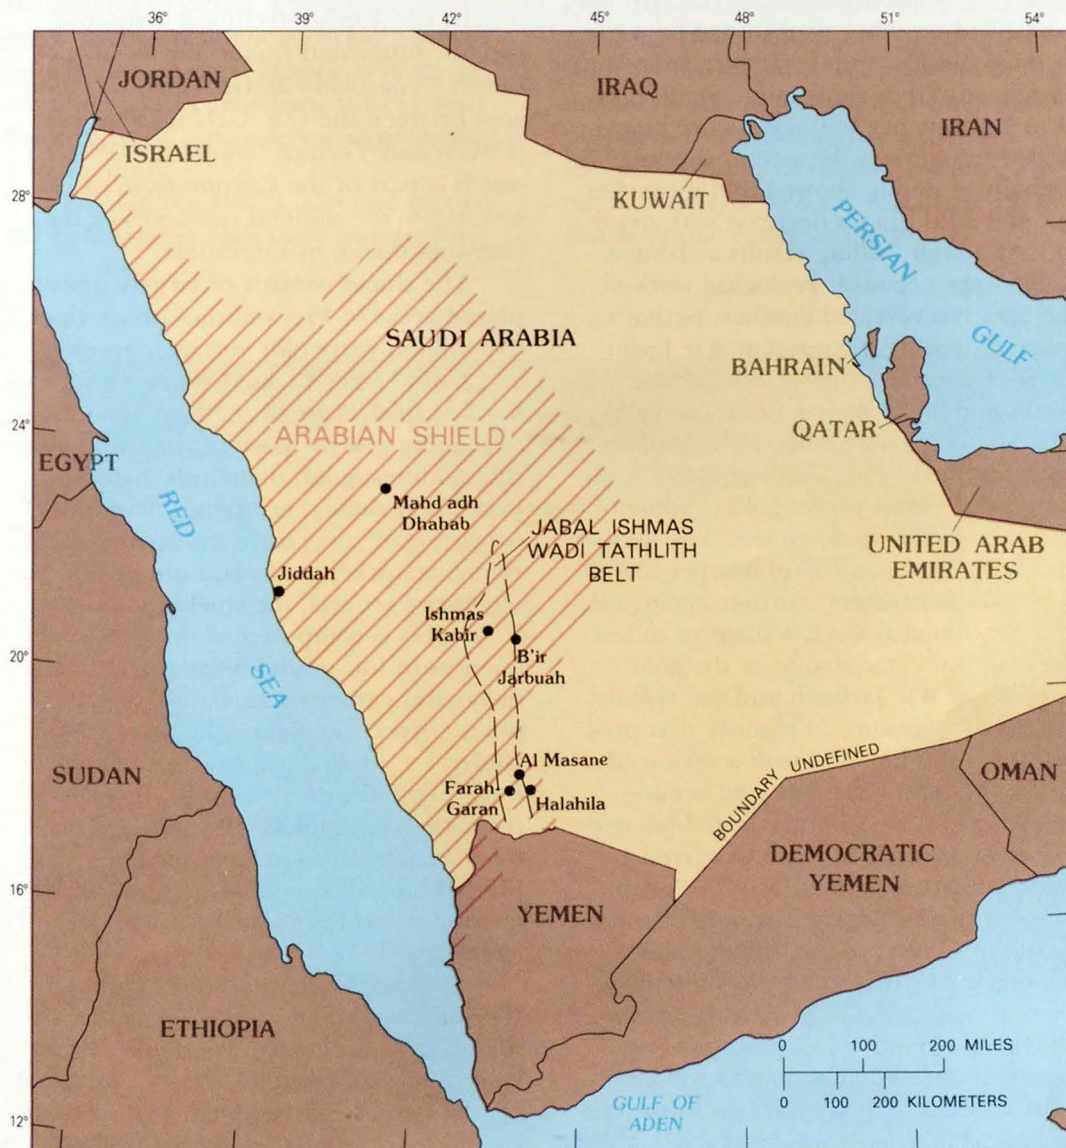 36° 39° 42° 45° 48° 51° 54°
JORDAN
IRAQ
IRAN
ISRAEL
28°
KUWAIT
PERSIAN
GULF
SAUDI ARABIA
BAHRAIN
24°
ARABIAN SHIELD
QATAR
EGYPT
RED
SEA
Mahd adh
Dhabab
JABAL ISHMAS
WADI TATHLITH
BELT
UNITED ARAB
EMIRATES
Jiddah
Ishmas
Kabir
B'ir
Jarbuah
20°
SUDAN
Al Masane
Farah
Garan
Halahila
BOUNDARY UNDEFINED
OMAN
DEMOCRATIC
YEMEN
16°
YEMEN
ETHIOPIA
0 100 200 MILES
0 100 200 KILOMETERS
GULF OF
ADEN
12°